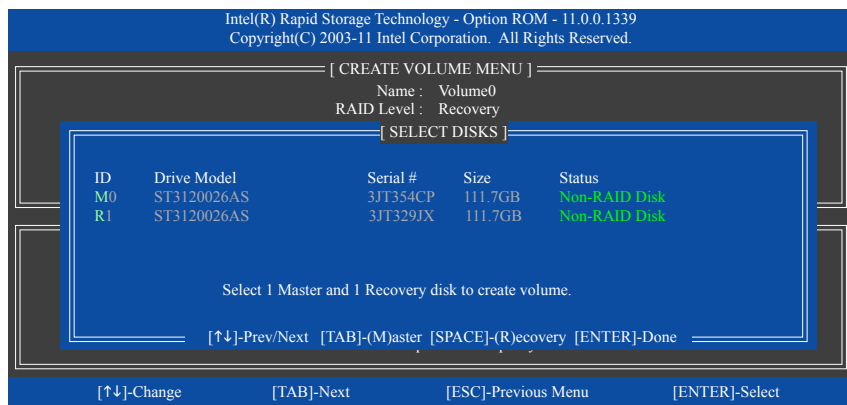 Intel(R) Rapid Storage Technology - Option ROM - 11.0.0.1339
Copyright(C) 2003-11 Intel Corporation. All Rights Reserved.
[ CREATE VOLUME MENU ]
Name : Volume0
RAID Level : Recovery
[ SELECT DISKS ]
ID Drive Model Serial # Size Status
M0 ST3120026AS 3JT354CP 111.7GB Non-RAID Disk
R1 ST3120026AS 3JT329JX 111.7GB Non-RAID Disk
Select 1 Master and 1 Recovery disk to create volume.
[↑↓]-Prev/Next [TAB]-(M)aster [SPACE]-(R)ecovery [ENTER]-Done
[↑↓]-Change [TAB]-Next [ESC]-Previous Menu [ENTER]-Select